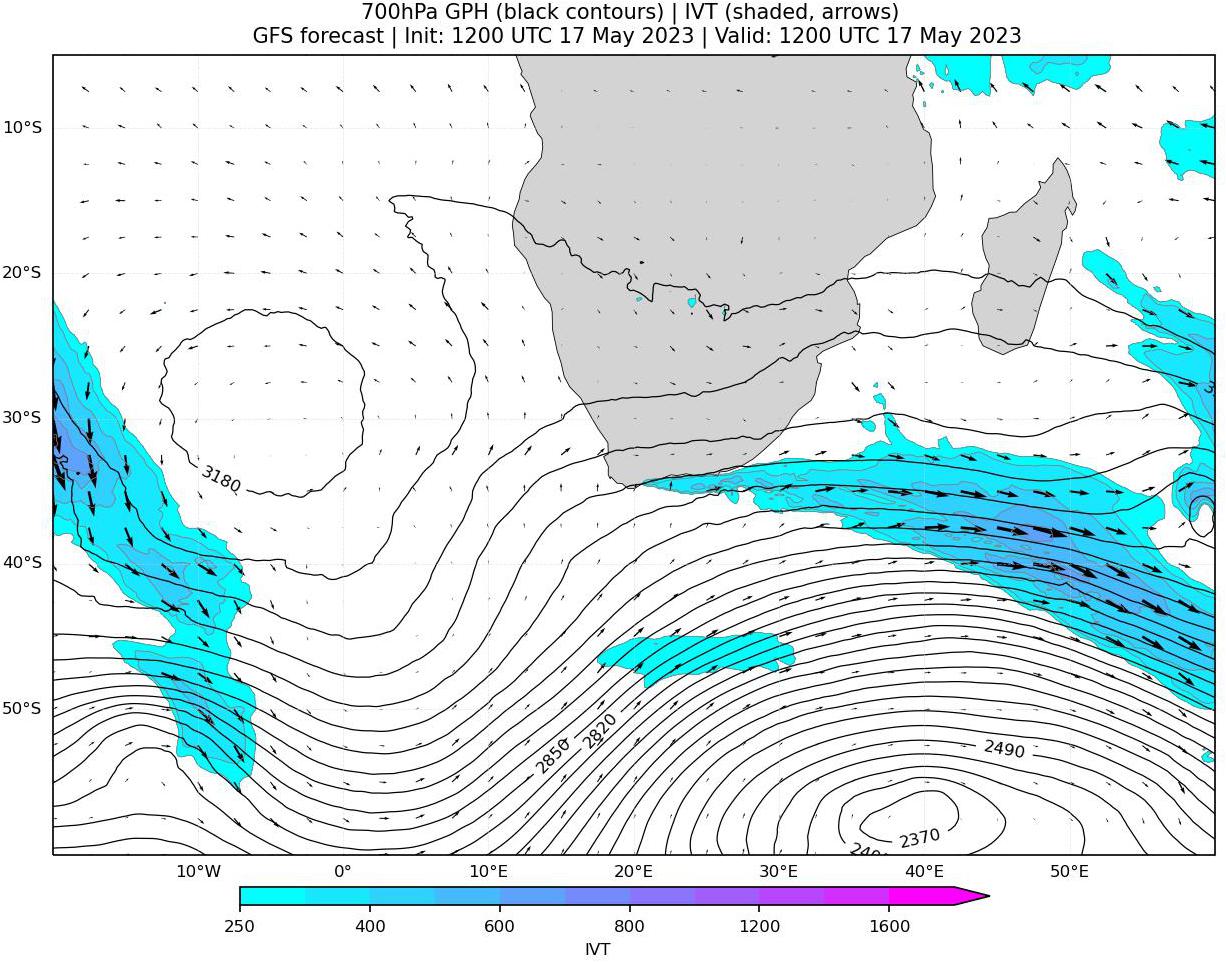 700hPa GPH (black contours) | IVT (shaded, arrows)
GFS forecast | Init: 1200 UTC 17 May 2023 | Valid: 1200 UTC 17 May 2023
10°S
20°S
30°S
3180
40°S
50°S
2850
2820
2490
2370
10°W
0°
10°E
20°E
30°E
40°E
50°E
250
400
600
800
1200
1600
IVT